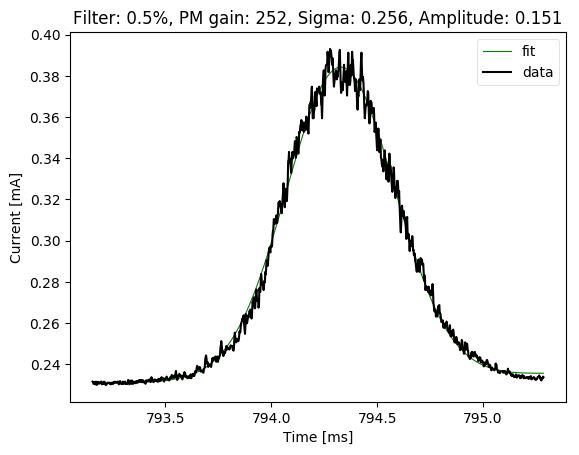 Filter: 0.5%, PM gain: 252, Sigma: 0.256, Amplitude: 0.151
fit
data
Current [mA]
0.40
0.38
0.36
0.34
0.32
0.30
0.28
0.26
0.24
793.5 794.0 794.5 795.0
Time [ms]